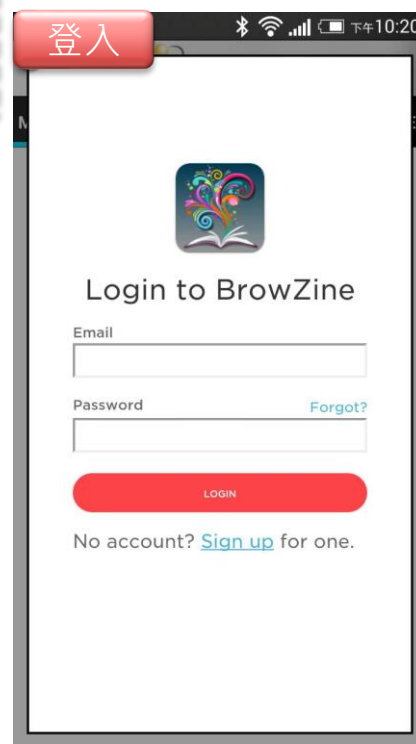 登入
下午10:20
M
Login to BrowZine
Email
Password
Forgot?
LOGIN
No account? Sign up for one.